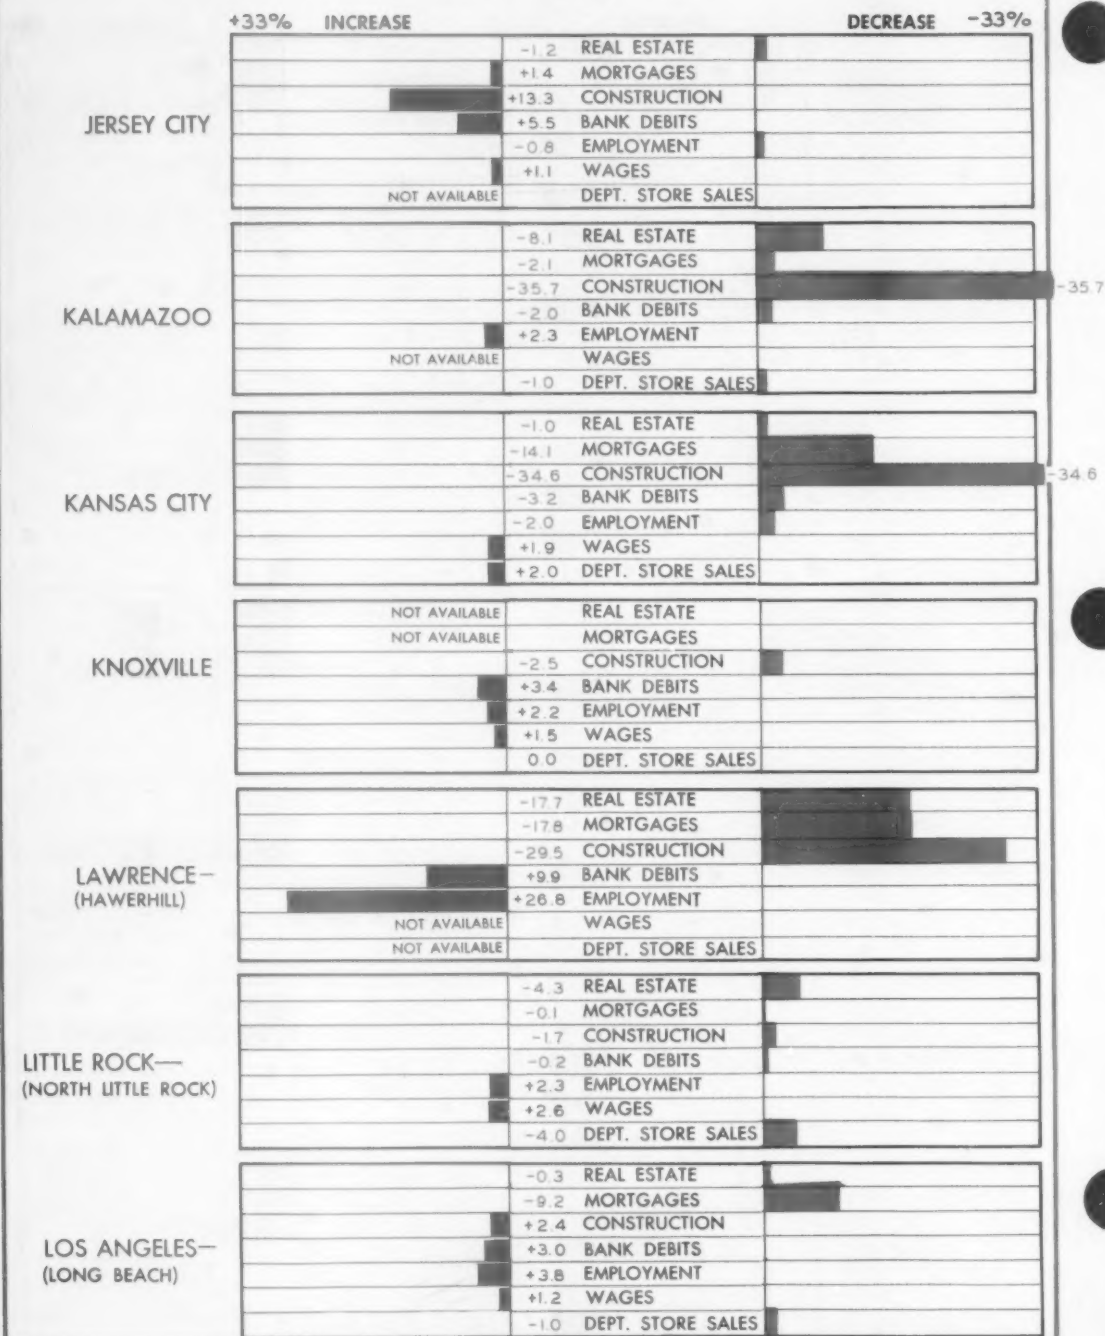 +33% INCREASE DECREASE -33%
JERSEY CITY
-1.2 REAL ESTATE
+1.4 MORTGAGES
+13.3 CONSTRUCTION
+5.5 BANK DEBITS
-0.8 EMPLOYMENT
+1.1 WAGES
NOT AVAILABLE DEPT. STORE SALES
KALAMAZOO
-8.1 REAL ESTATE
-2.1 MORTGAGES
-35.7 CONSTRUCTION -35.7
-2.0 BANK DEBITS
+2.3 EMPLOYMENT
NOT AVAILABLE WAGES
-1.0 DEPT. STORE SALES
KANSAS CITY
-1.0 REAL ESTATE
-14.1 MORTGAGES
-34.6 CONSTRUCTION -34.6
-3.2 BANK DEBITS
-2.0 EMPLOYMENT
+1.9 WAGES
+2.0 DEPT. STORE SALES
KNOXVILLE
NOT AVAILABLE REAL ESTATE
NOT AVAILABLE MORTGAGES
-2.5 CONSTRUCTION
+3.4 BANK DEBITS
+2.2 EMPLOYMENT
+1.5 WAGES
0.0 DEPT. STORE SALES
LAWRENCE-
(HAWERHILL)
-17.7 REAL ESTATE
-17.8 MORTGAGES
-29.5 CONSTRUCTION
+9.9 BANK DEBITS
+26.8 EMPLOYMENT
NOT AVAILABLE WAGES
NOT AVAILABLE DEPT. STORE SALES
LITTLE ROCK—
(NORTH LITTLE ROCK)
-4.3 REAL ESTATE
-0.1 MORTGAGES
-1.7 CONSTRUCTION
-0.2 BANK DEBITS
+2.3 EMPLOYMENT
+2.6 WAGES
-4.0 DEPT. STORE SALES
LOS ANGELES—
(LONG BEACH)
-0.3 REAL ESTATE
-9.2 MORTGAGES
+2.4 CONSTRUCTION
+3.0 BANK DEBITS
+3.8 EMPLOYMENT
+1.2 WAGES
-1.0 DEPT. STORE SALES